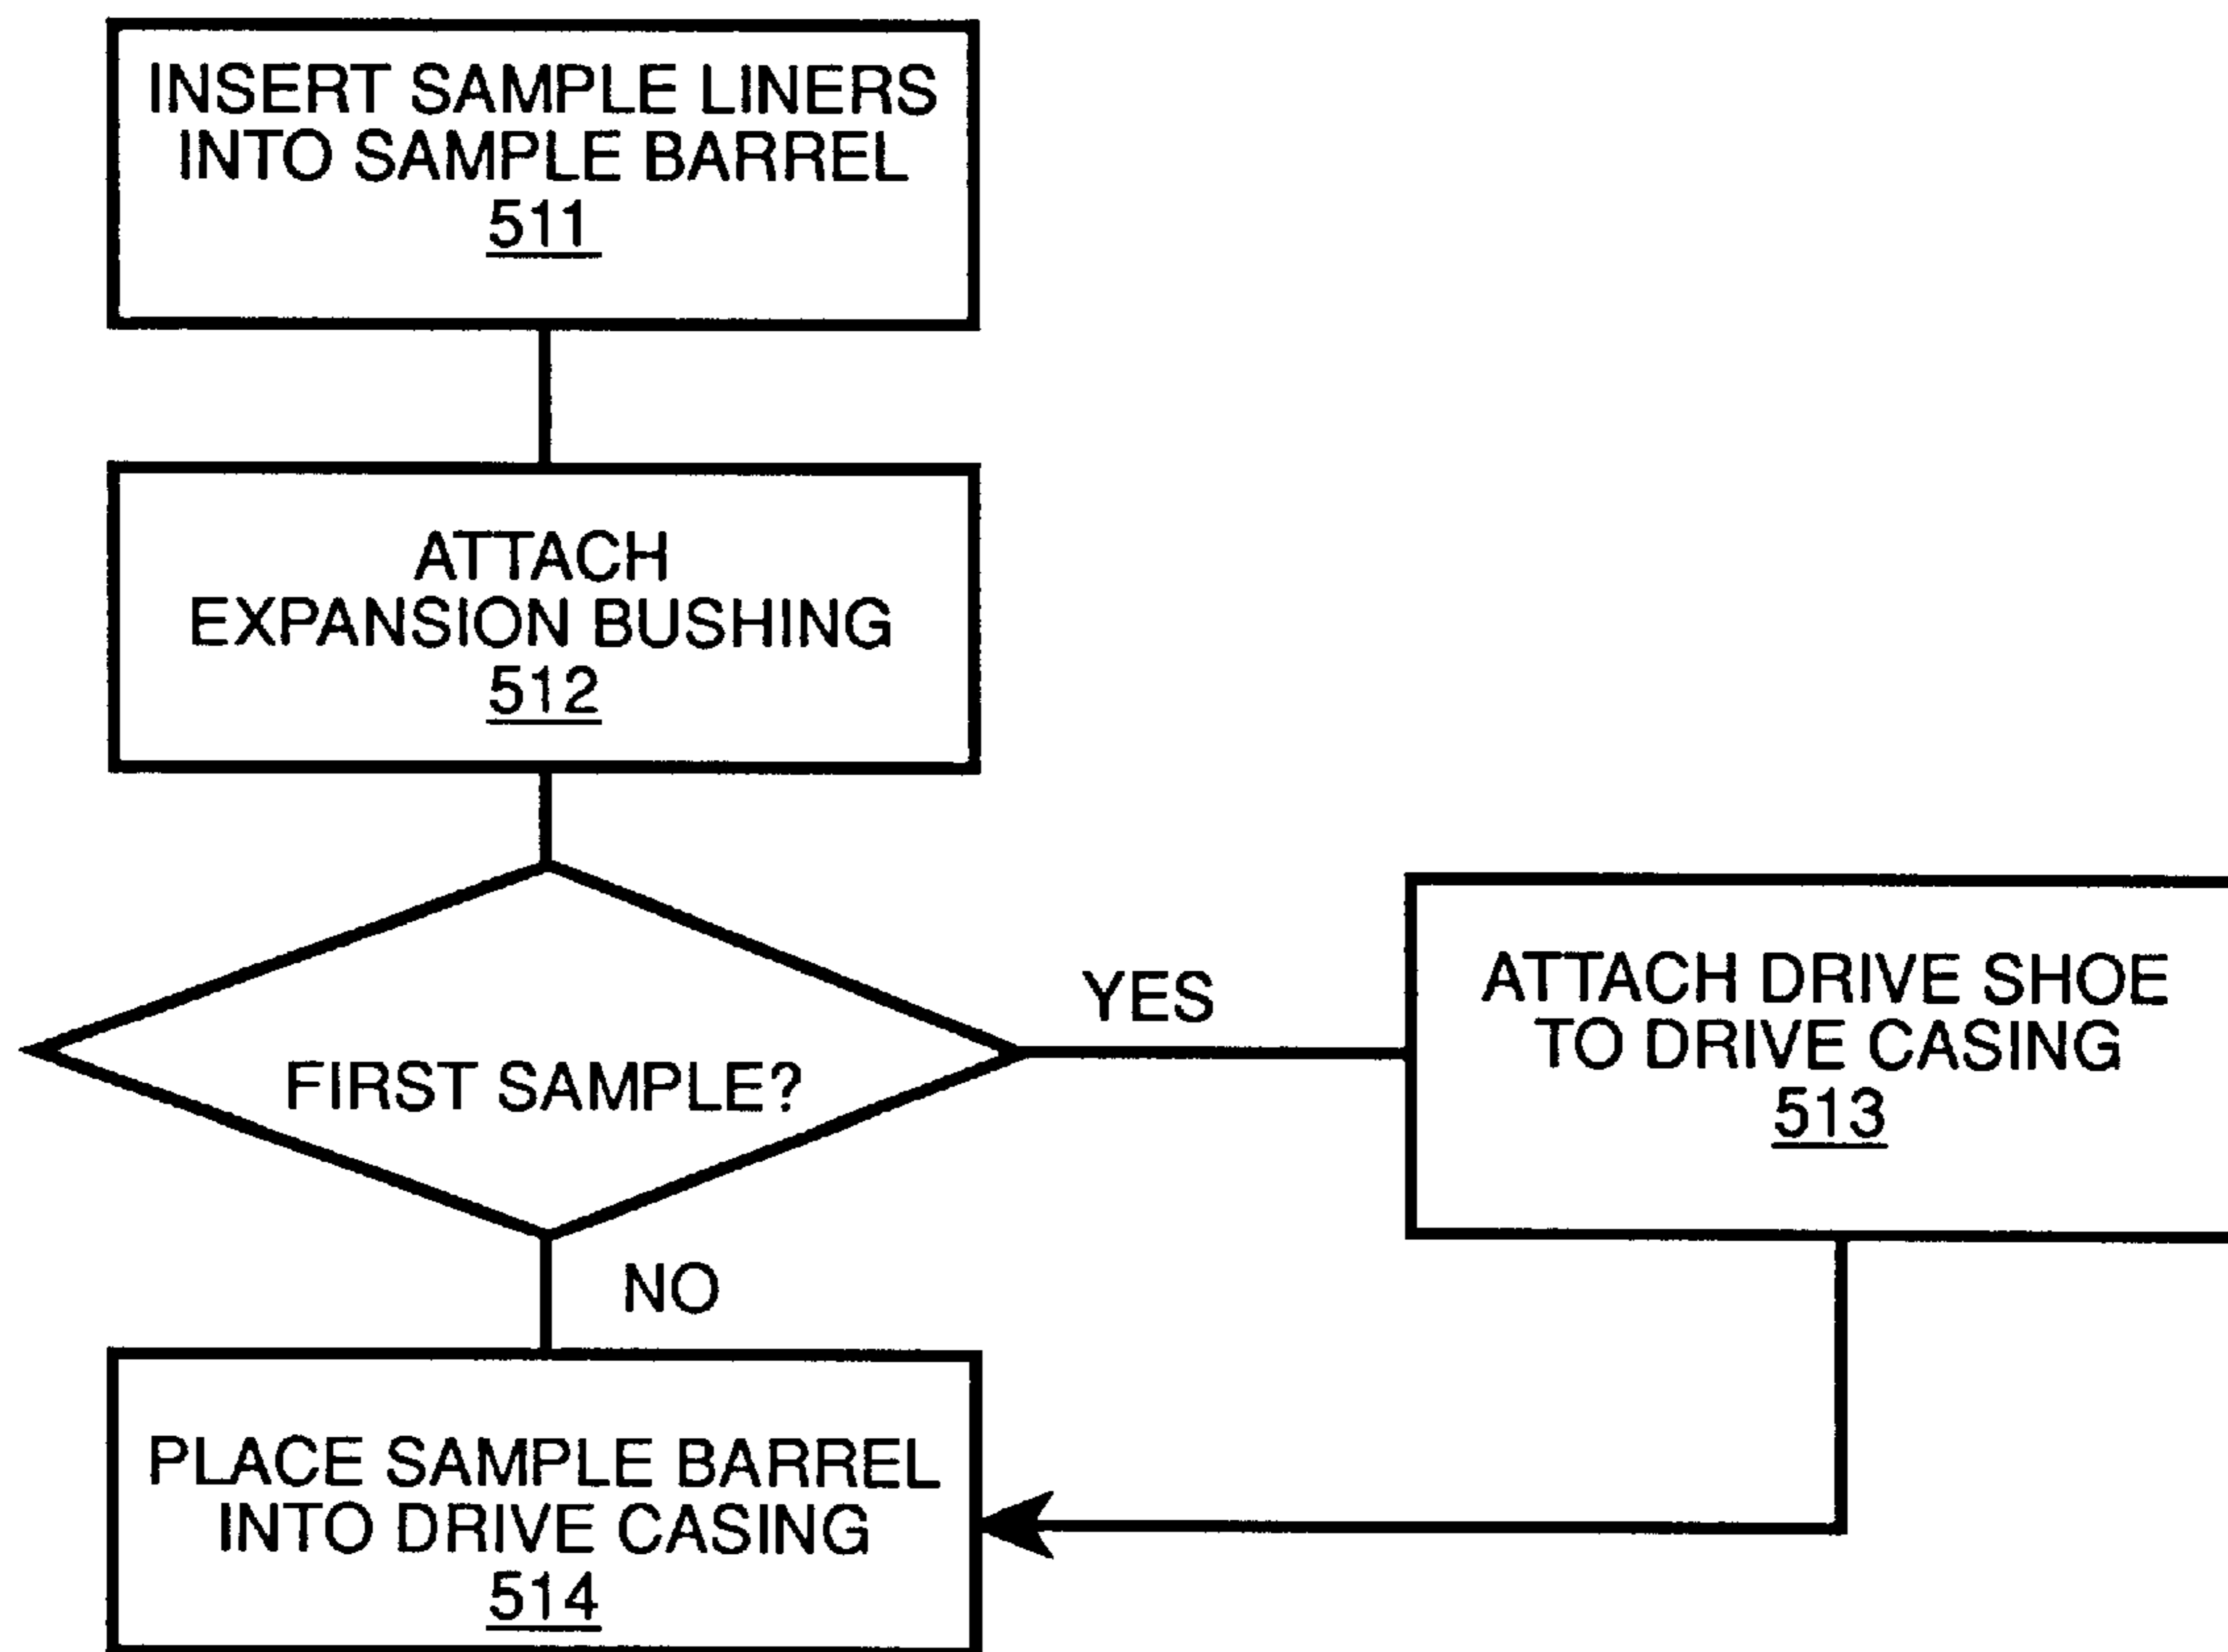 INSERT SAMPLE LINERS
INTO SAMPLE BARREL
511
ATTACH
EXPANSION BUSHING
512
FIRST SAMPLE?
YES
ATTACH DRIVE SHOE
TO DRIVE CASING
513
NO
PLACE SAMPLE BARREL
INTO DRIVE CASING
514